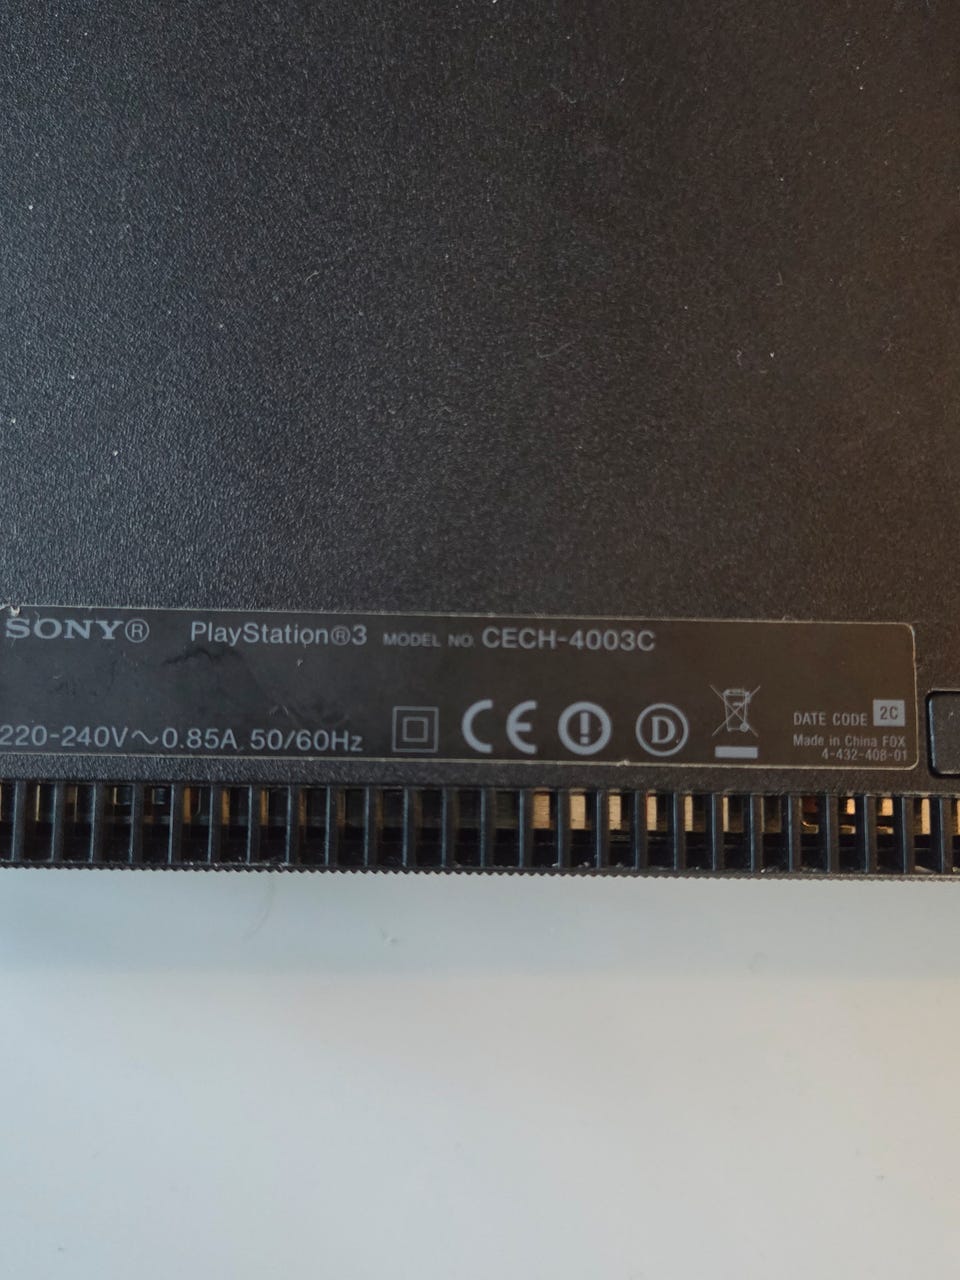 SONY® PlayStation®3 MODEL NO. CECH-4003C
220-240V～0.85A 50/60Hz
CE
D
DATE CODE 2C
Made in China FOX
4-432-408-01